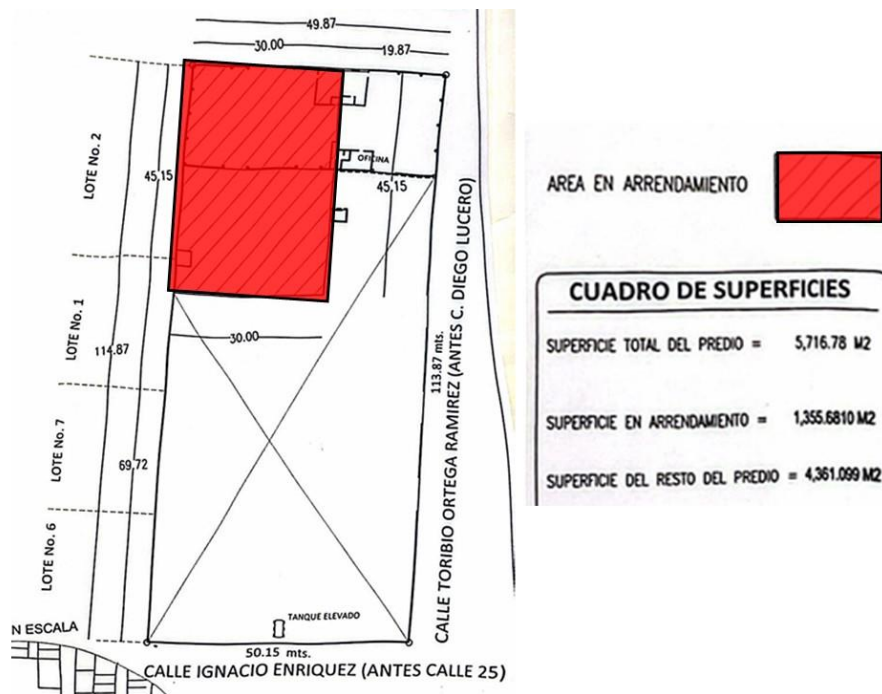 49.87
30.00
19.87
LOTE No. 2
45.15
OFICINA
45.15
LOTE No. 1
114.87
30.00
113.87 mts.
CALLE TORIBIO ORTEGA RAMIREZ (ANTES C. DIEGO LUCERO)
LOTE No. 7
69.72
LOTE No. 6
TANQUE ELEVADO
N ESCALA
50.15 mts.
CALLE IGNACIO ENRIQUEZ (ANTES CALLE 25)
AREA EN ARRENDAMIENTO
CUADRO DE SUPERFICIES
SUPERFICIE TOTAL DEL PREDIO = 5,716.78 M2
SUPERFICIE EN ARRENDAMIENTO = 1,355.6810 M2
SUPERFICIE DEL RESTO DEL PREDIO = 4,361.099 M2